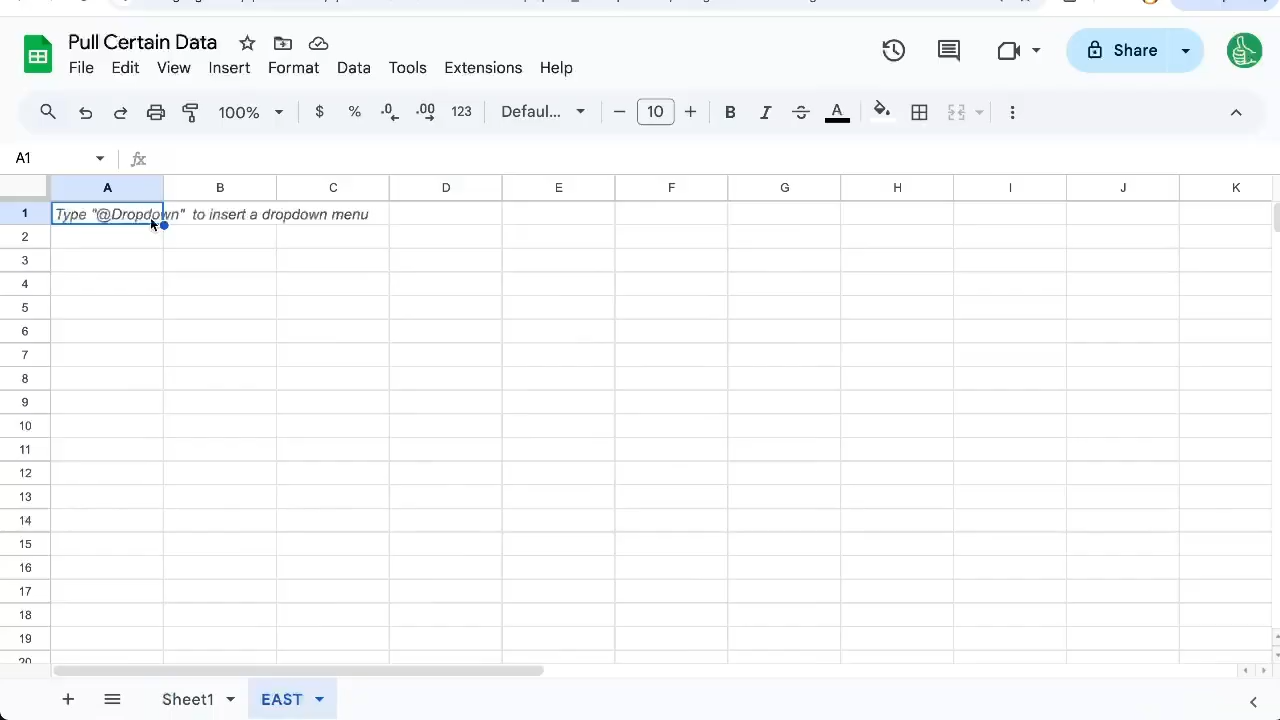 Pull Certain Data
File Edit View Insert Format Data Tools Extensions Help
Share
100% $ % .0 .00 123 Defaul... 10 B I A
A1 fx
A B C D E F G H I J K
1 Type "@Dropdown" to insert a dropdown menu
2
3
4
5
6
7
8
9
10
11
12
13
14
15
16
17
18
19
20
Sheet1 EAST